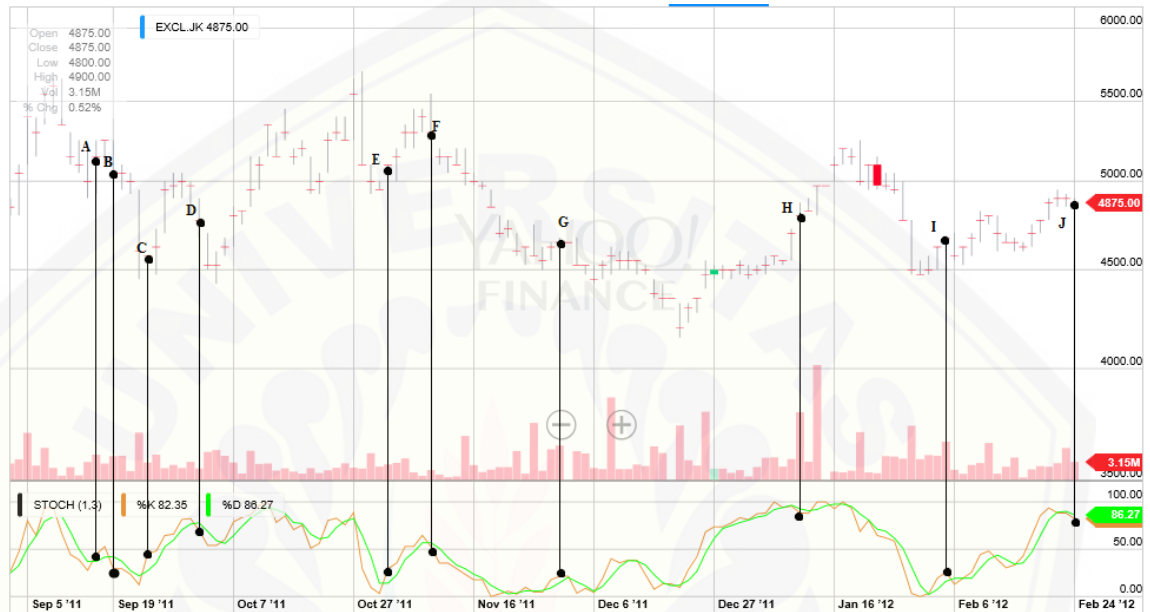 EXCL.JK 4875.00
Open 4875.00
Close 4875.00
Low 4800.00
High 4900.00
Vol 3.15M
% Chg 0.52%
6000.00
5500.00
5000.00
4875.00
4500.00
4000.00
3.15M
3500.00
A
B
C
D
E
F
G
H
I
J
UNIVERSITAS
YAHOO!
FINANCE
STOCH (1,3) %K 82.35 %D 86.27
100.00
86.27
50.00
0.00
Sep 5 '11 Sep 19 '11 Oct 7 '11 Oct 27 '11 Nov 16 '11 Dec 6 '11 Dec 27 '11 Jan 16 '12 Feb 6 '12 Feb 24 '12